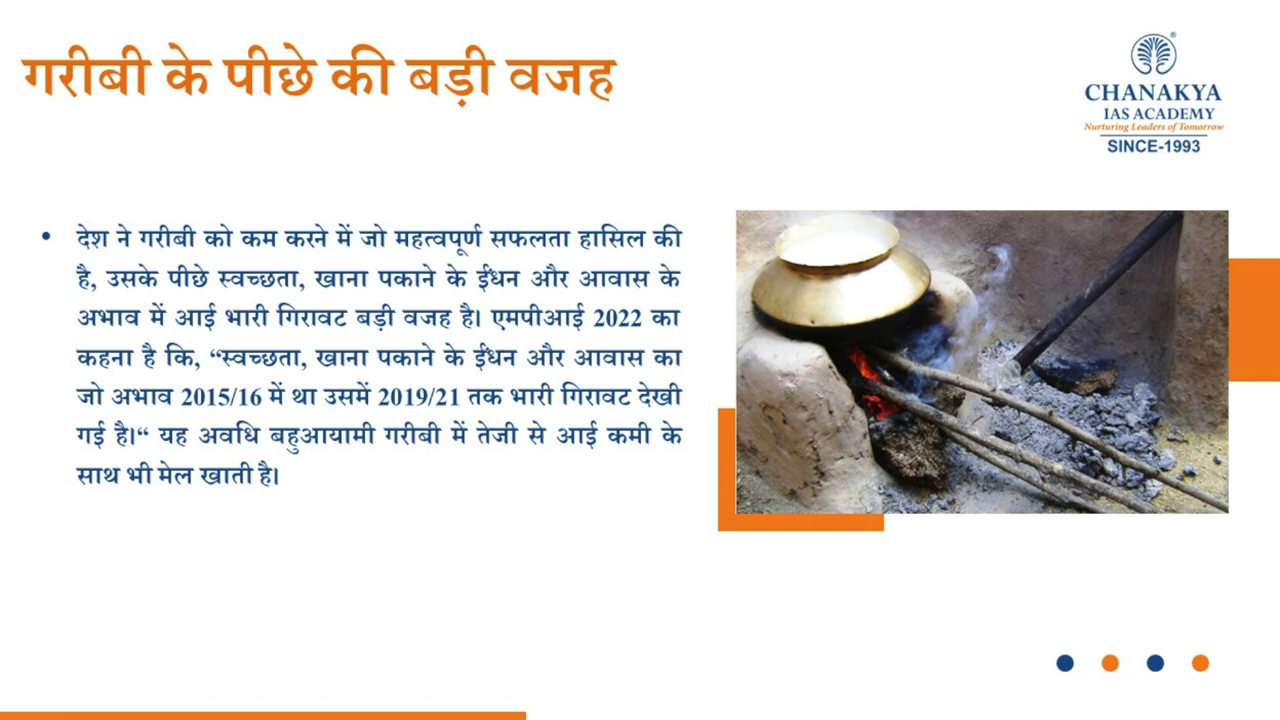 गरीबी के पीछे की बड़ी वजह
CHANAKYA
IAS ACADEMY
Nurturing Leaders of Tomorrow
SINCE-1993
• देश ने गरीबी को कम करने में जो महत्वपूर्ण सफलता हासिल की
है, उसके पीछे स्वच्छता, खाना पकाने के ईंधन और आवास के
अभाव में आई भारी गिरावट बड़ी वजह है। एमपीआई 2022 का
कहना है कि, “स्वच्छता, खाना पकाने के ईंधन और आवास का
जो अभाव 2015/16 में था उसमें 2019/21 तक भारी गिरावट देखी
गई है।“ यह अवधि बहुआयामी गरीबी में तेजी से आई कमी के
साथ भी मेल खाती है।